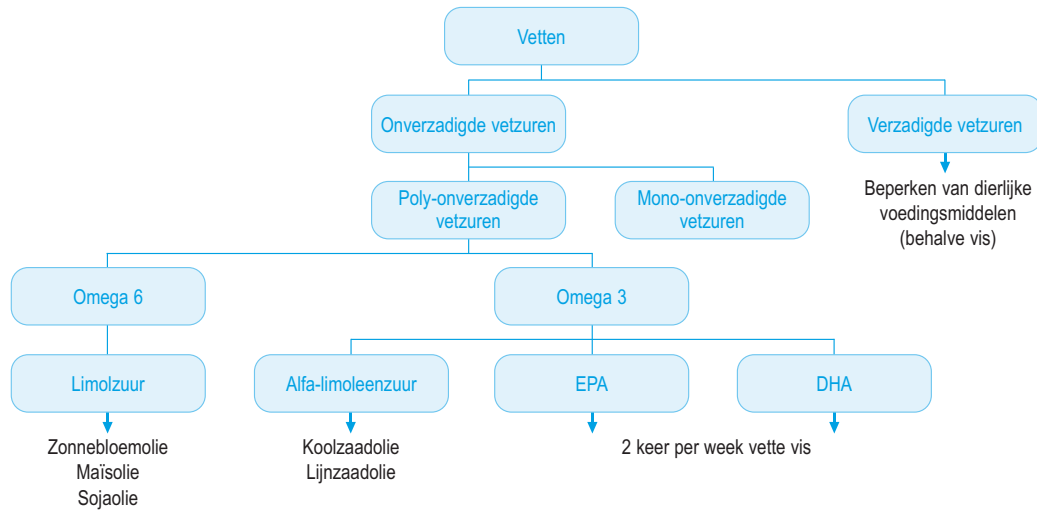 Vetten
Onverzadigde vetzuren
Verzadigde vetzuren
Beperken van dierlijke
voedingsmiddelen
(behalve vis)
Poly-onverzadigde
vetzuren
Mono-onverzadigde
vetzuren
Omega 6
Omega 3
Limolzuur
Alfa-limoleenzuur
EPA
DHA
Zonnebloemolie
Maïsolie
Sojaolie
Koolzaadolie
Lijnzaadolie
2 keer per week vette vis